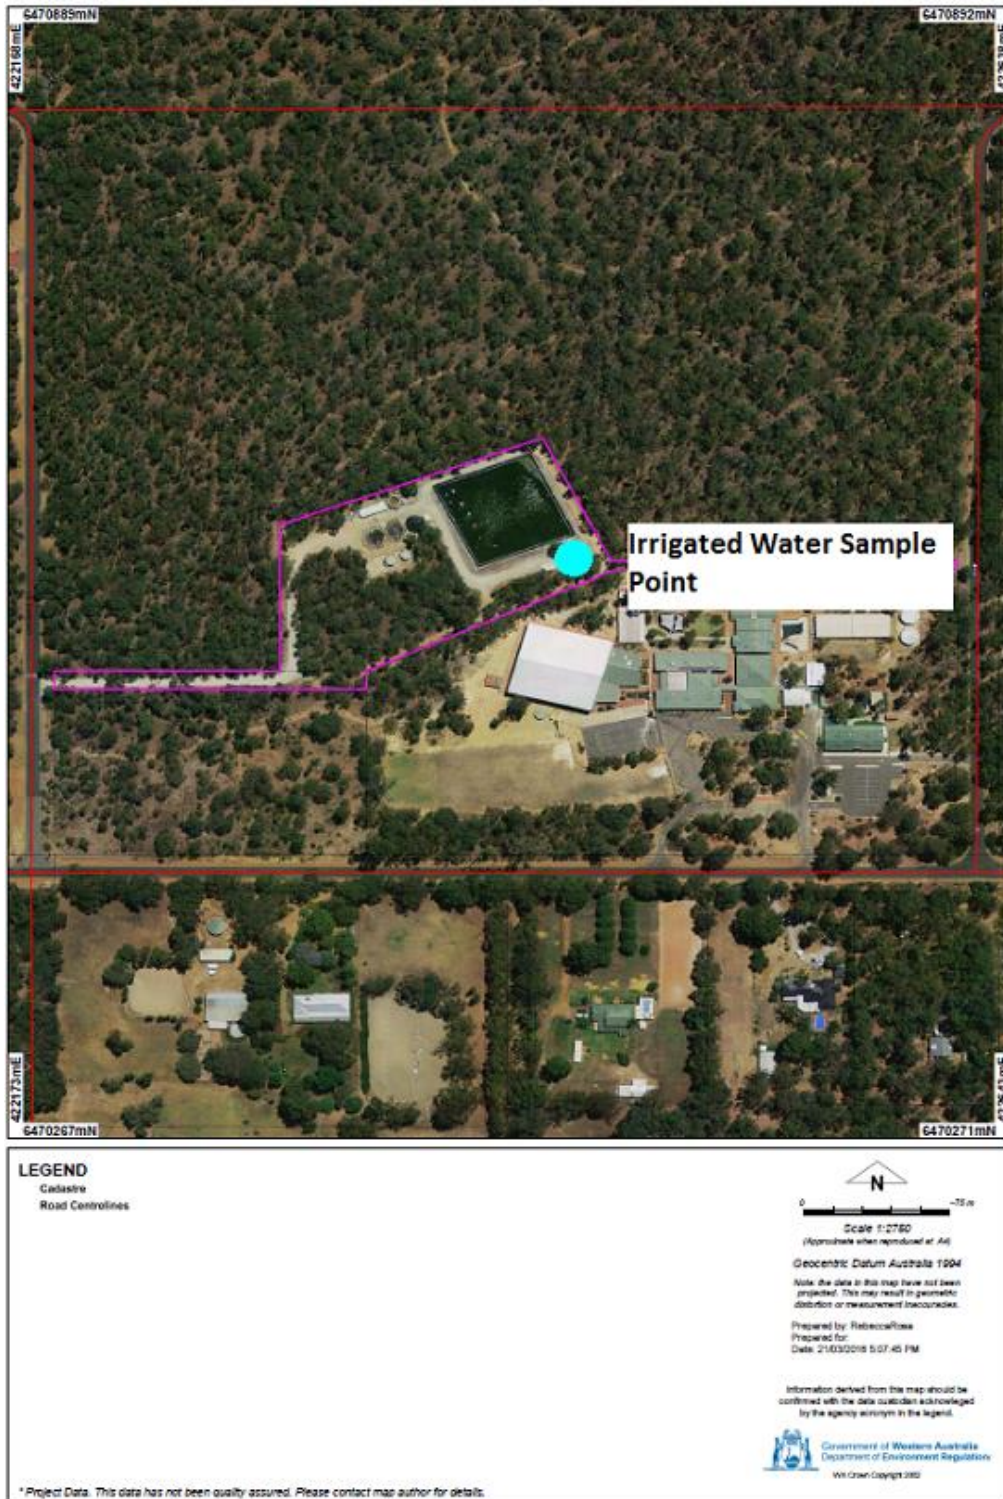 6470889mN
6470892mN
422168mE
Irrigated Water Sample
Point
422173mE
6470267mN
6470271mN
LEGEND
Cadastre
Road Centrelines
N
0
~75 m
Scale 1:2760
(Approximate when reproduced at A4)
Geocentric Datum Australia 1994
Note: the data in this map have not been
projected. This may result in geometric
distortion or measurement inaccuracies.
Prepared by: RebeccaRosa
Prepared for:
Date: 21/03/2016 5:07:45 PM
Information derived from this map should be
confirmed with the data custodian acknowleged
by the agency acronym in the legend.
Government of Western Australia
Department of Environment Regulation
WA Crown Copyright 2002
* Project Data. This data has not been quality assured. Please contact map author for details.